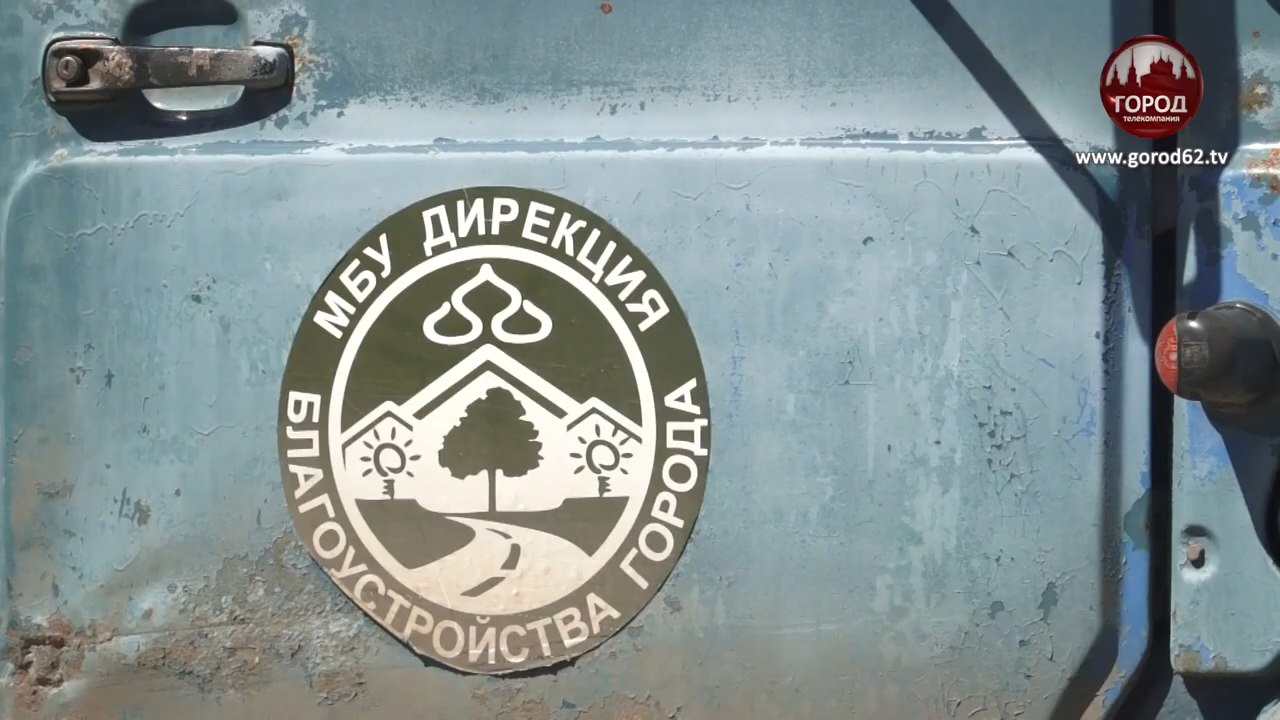 ГОРОД
телекомпания
www.gorod62.tv
МБУ ДИРЕКЦИЯ
БЛАГОУСТРОЙСТВА ГОРОДА